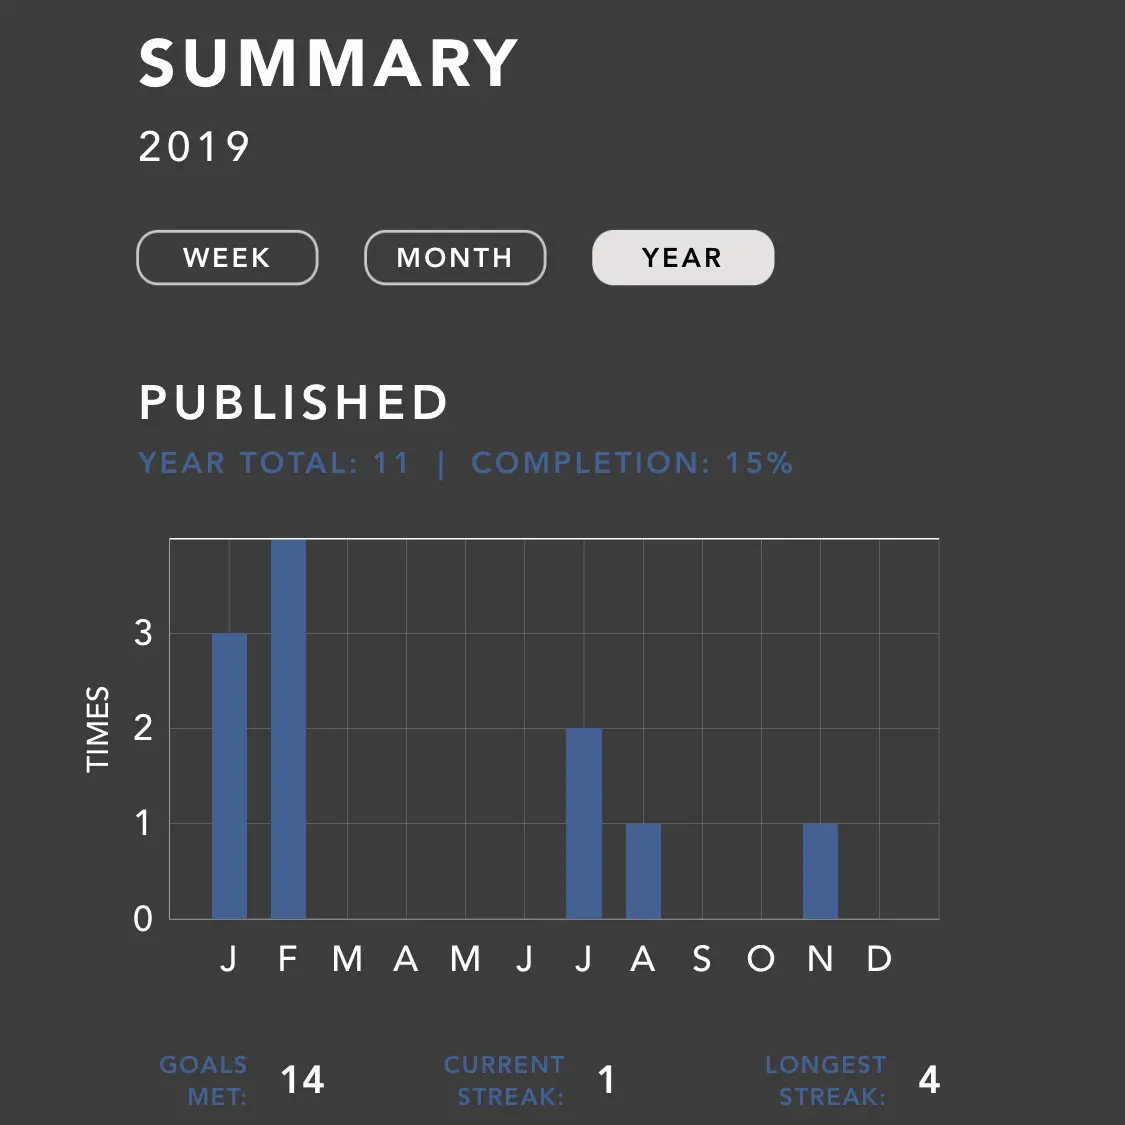 SUMMARY
2019
WEEK MONTH YEAR
PUBLISHED
YEAR TOTAL: 11 | COMPLETION: 15%
3
2
1
0
TIMES
J F M A M J J A S O N D
GOALS MET: 14
CURRENT STREAK: 1
LONGEST STREAK: 4